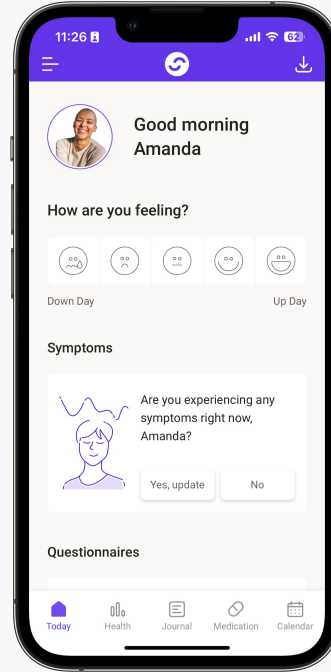 11:26
62
Good morning
Amanda
How are you feeling?
Down Day
Up Day
Symptoms
Are you experiencing any
symptoms right now,
Amanda?
Yes, update
No
Questionnaires
Today
Health
Journal
Medication
Calendar